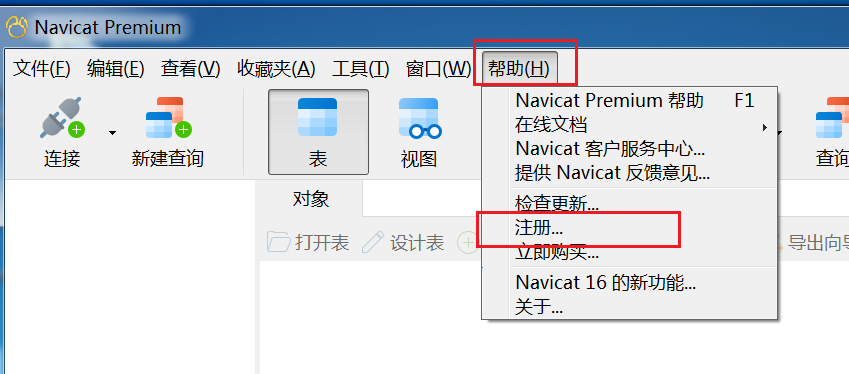 Navicat Premium
文件(F) 编辑(E) 查看(V) 收藏夹(A) 工具(T) 窗口(W) 帮助(H)
连接 新建查询 表 视图 查询
Navicat Premium 帮助 F1
在线文档
Navicat 客户服务中心...
提供 Navicat 反馈意见...
检查更新...
注册...
立即购买...
Navicat 16 的新功能...
关于...
对象
打开表 设计表 导出向导